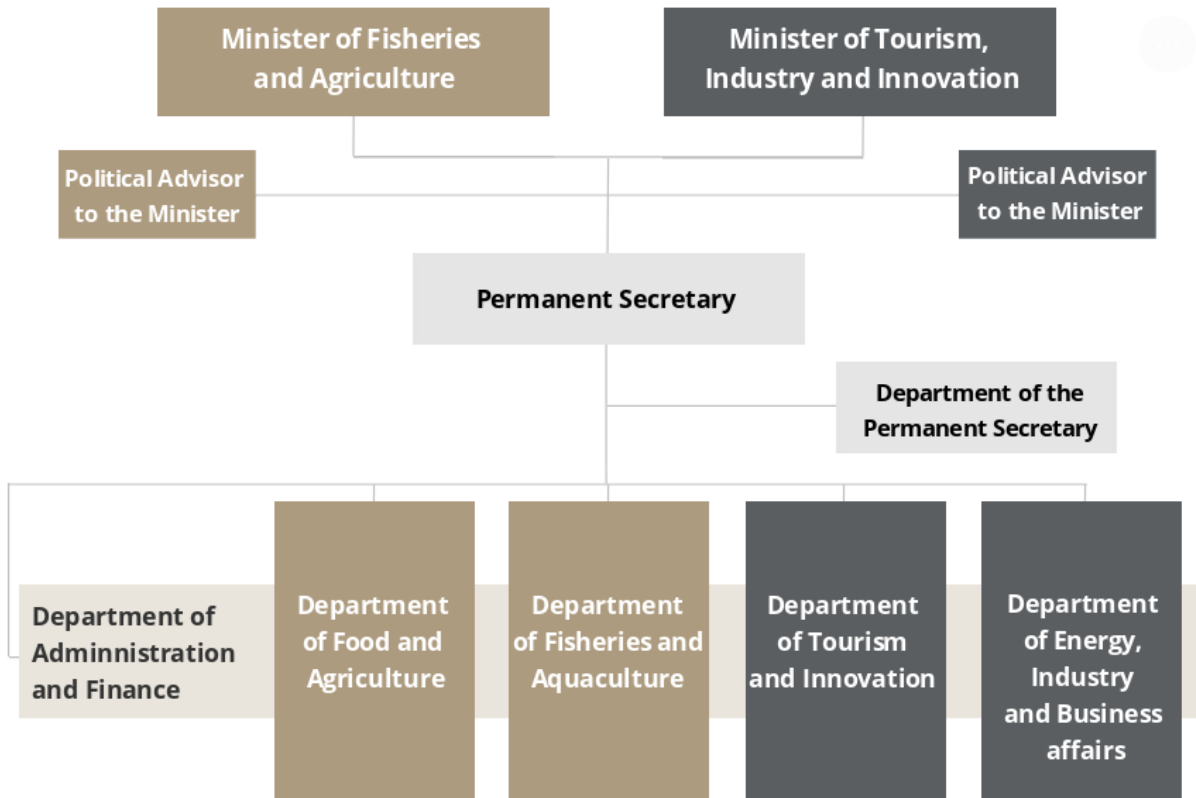 Minister of Fisheries
and Agriculture
Minister of Tourism,
Industry and Innovation
Political Advisor
to the Minister
Political Advisor
to the Minister
Permanent Secretary
Department of the
Permanent Secretary
Department of
Adminnistration
and Finance
Department
of Food and
Agriculture
Department
of Fisheries and
Aquaculture
Department
of Tourism
and Innovation
Department
of Energy,
Industry
and Business
affairs